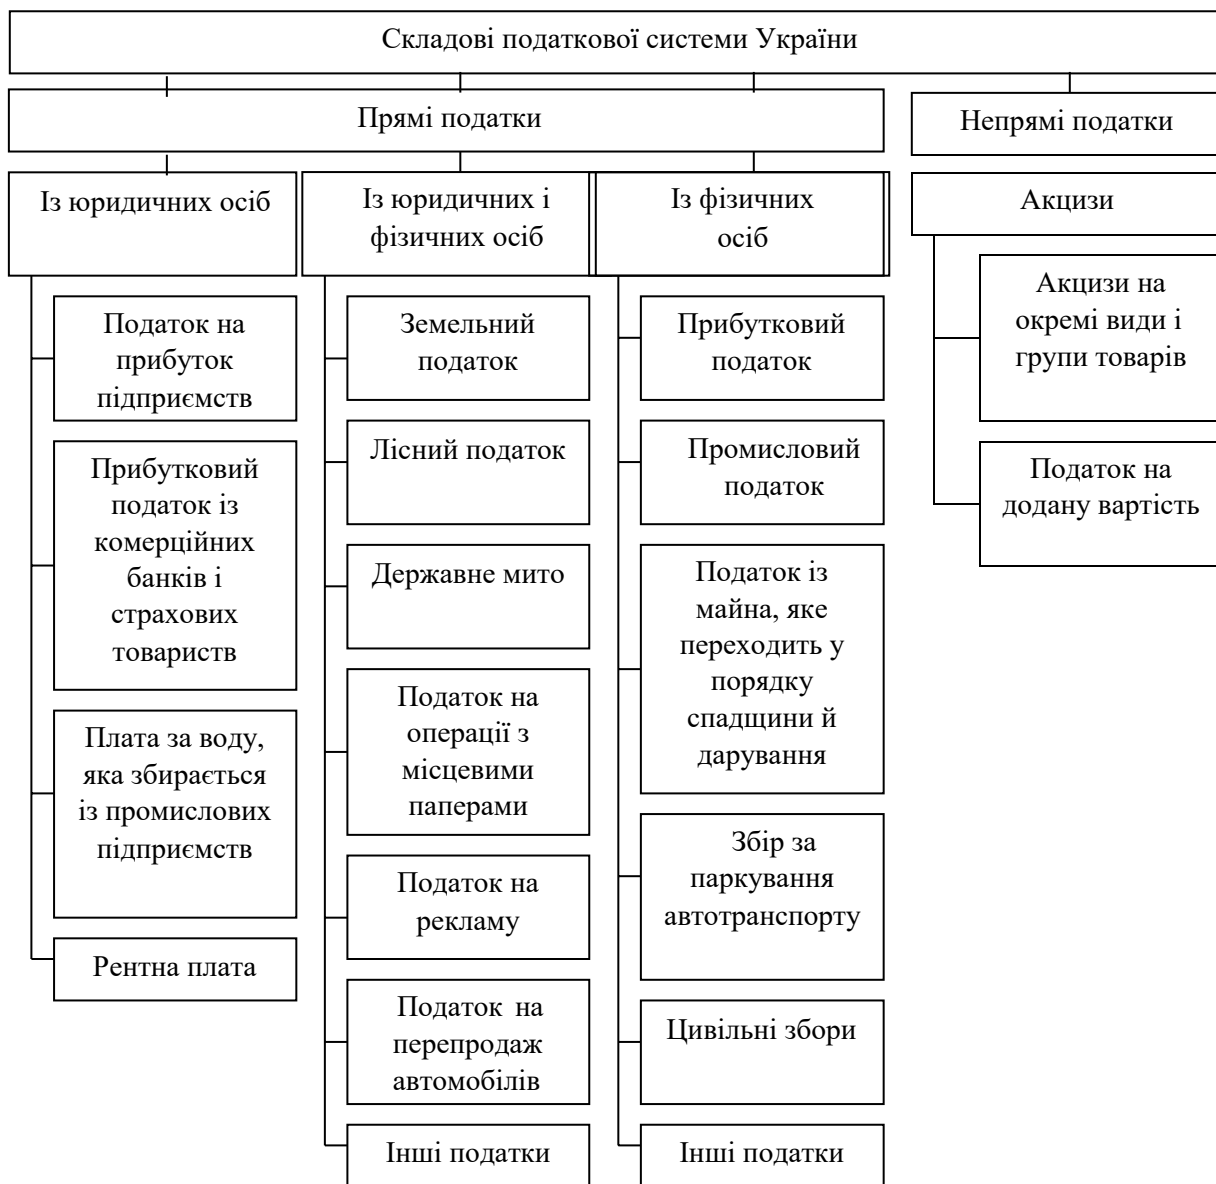 Складові податкової системи України
Прямі податки
Непрямі податки
Із юридичних осіб
Із юридичних і
фізичних осіб
Із фізичних
осіб
Акцизи
Податок на
прибуток
підприємств
Прибутковий
податок із
комерційних
банків і
страхових
товариств
Плата за воду,
яка збирається
із промислових
підприємств
Рентна плата
Земельний
податок
Лісний податок
Державне мито
Податок на
операції з
місцевими
паперами
Податок на
рекламу
Податок на
перепродаж
автомобілів
Інші податки
Прибутковий
податок
Промисловий
податок
Податок із
майна, яке
переходить у
порядку
спадщини й
дарування
Збір за
паркування
автотранспорту
Цивільні збори
Інші податки
Акцизи на
окремі види і
групи товарів
Податок на
додану вартість